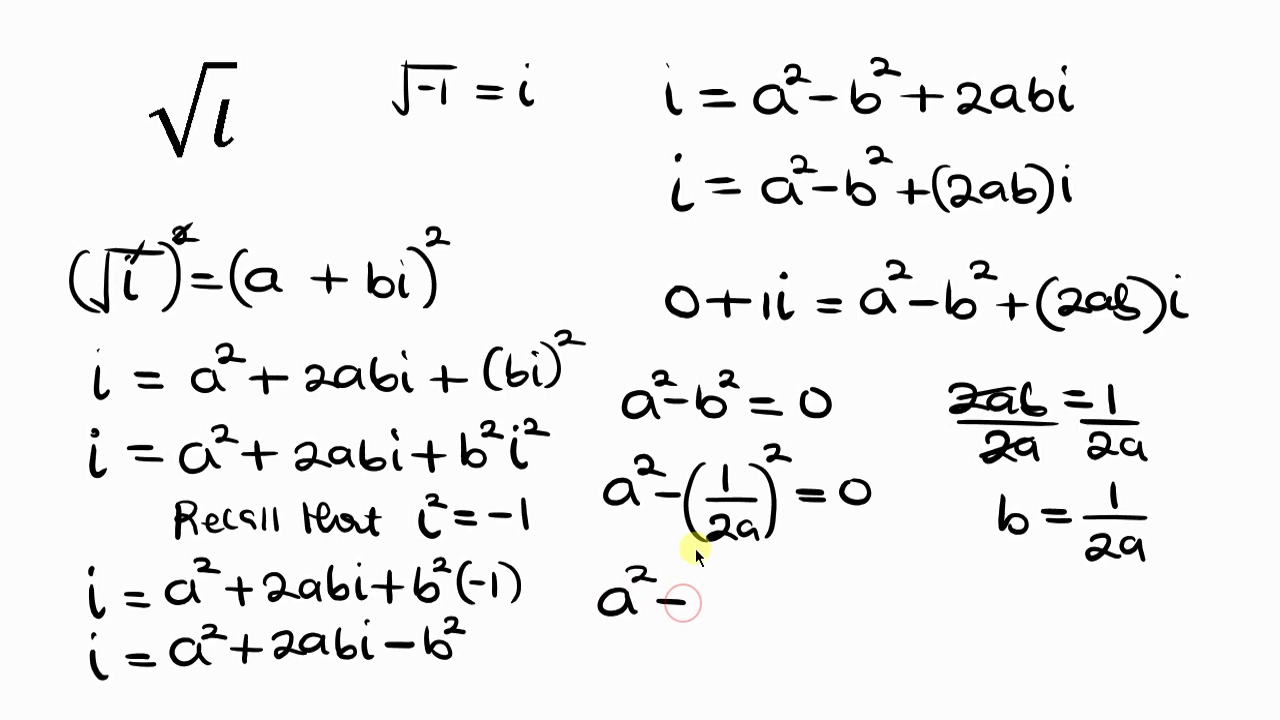 √i
√-1 = i
(√i)² = (a + bi)²
i = a² + 2abi + (bi)²
i = a² + 2abi + b²i²
Recall that i² = -1
i = a² + 2abi + b²(-1)
i = a² + 2abi - b²
i = a² - b² + 2abi
i = a² - b² + (2ab)i
0 + 1i = a² - b² + (2ab)i
a² - b² = 0
a² - (1/2a)² = 0
a² -
2ab/2a = 1/2a
b = 1/2a